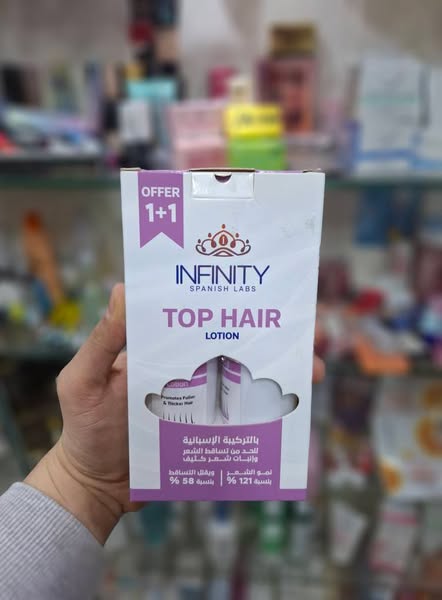 OFFER
1+1
INFINITY
SPANISH LABS
TOP HAIR
LOTION
Lotion
Promotes Fuller
& Thicker Hair
بالتركيبة الإسبانية
للحد من تساقط الشعر
وإنبات شعر كثيف
نمو الشعر
بنسبة 121 %
ويقلل التساقط
بنسبة 58 %